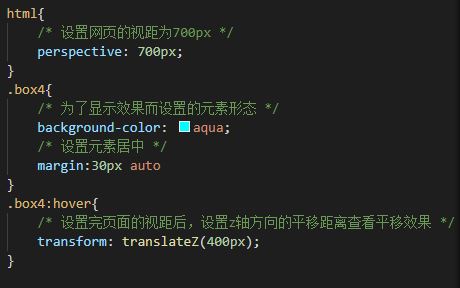 html{
/* 设置网页的视距为700px */
perspective: 700px;
}
.box4{
/* 为了显示效果而设置的元素形态 */
background-color: aqua;
/* 设置元素居中 */
margin:30px auto
}
.box4:hover{
/* 设置完页面的视距后，设置z轴方向的平移距离查看平移效果 */
transform: translateZ(400px);
}